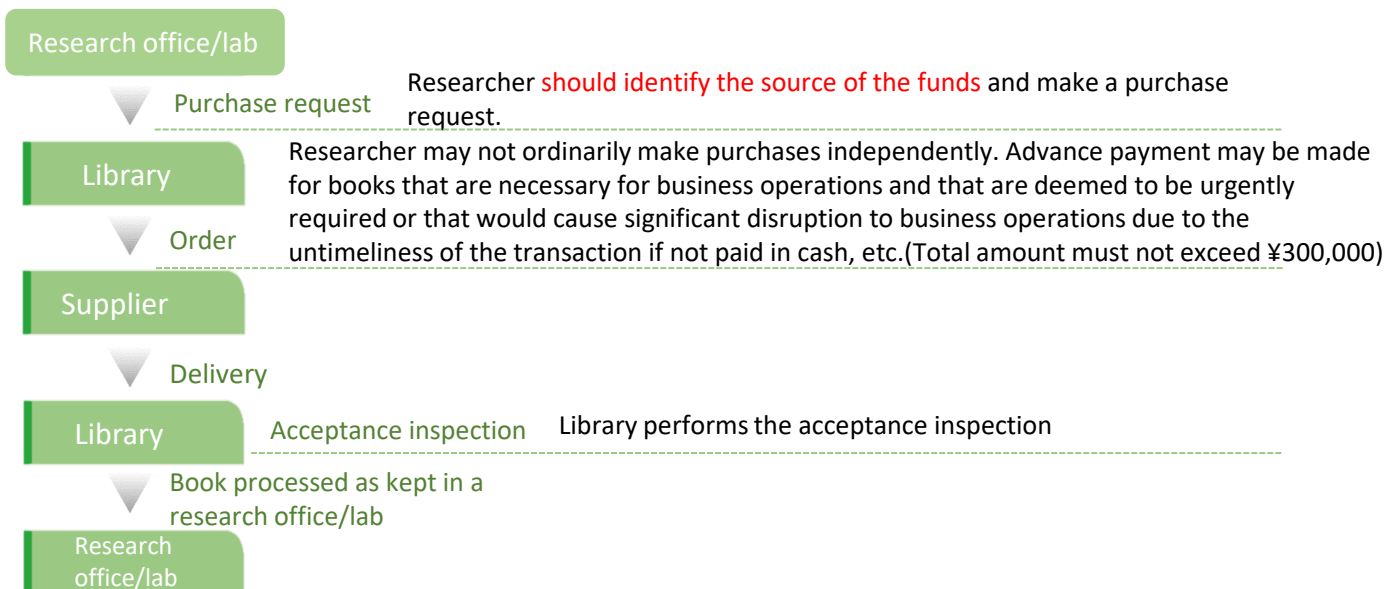 Research office/lab
Purchase request
Researcher should identify the source of the funds and make a purchase
request.
Library
Researcher may not ordinarily make purchases independently. Advance payment may be made
for books that are necessary for business operations and that are deemed to be urgently
required or that would cause significant disruption to business operations due to the
untimeliness of the transaction if not paid in cash, etc.(Total amount must not exceed ¥300,000)
Order
Supplier
Delivery
Library
Acceptance inspection
Library performs the acceptance inspection
Book processed as kept in a
research office/lab
Research
office/lab